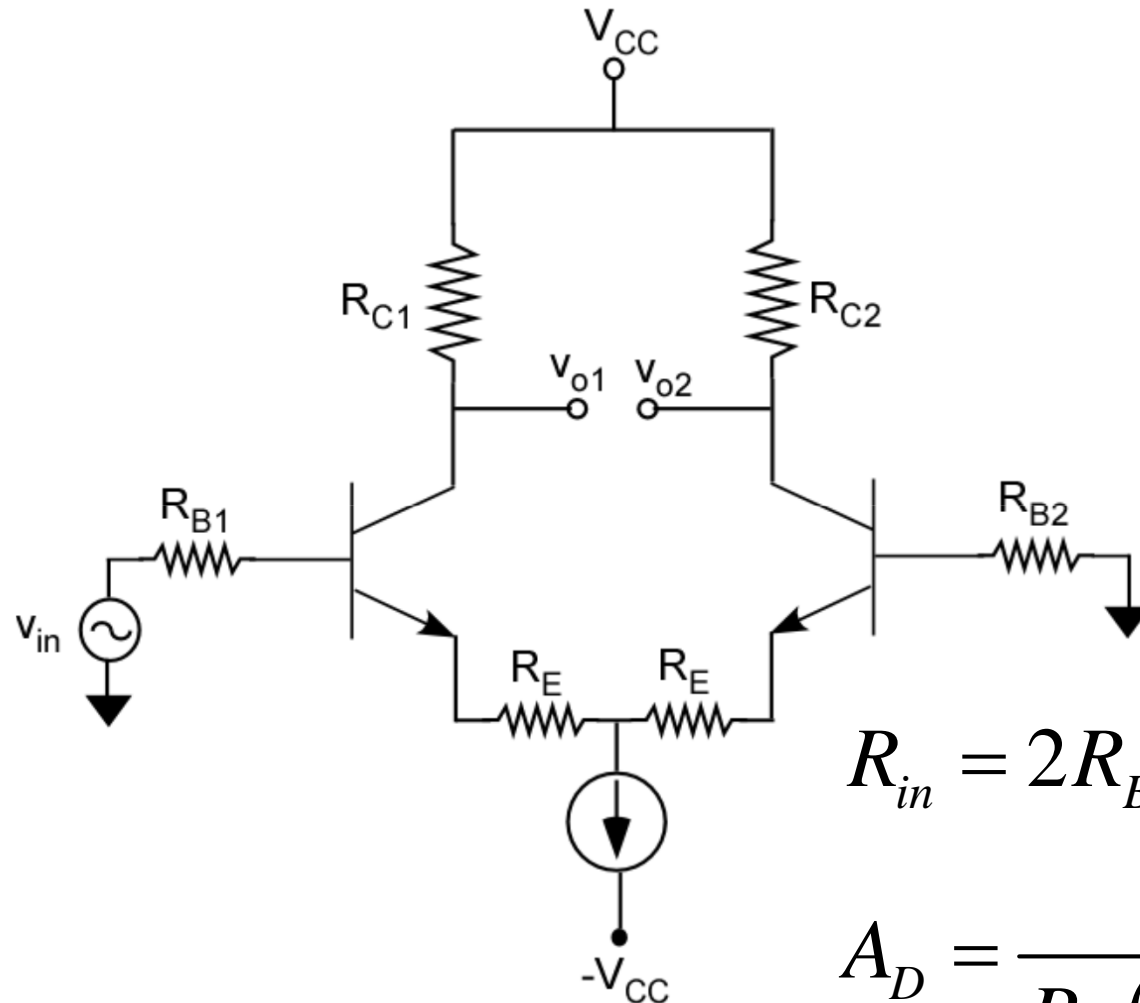 V_CC
R_C1
R_C2
v_o1 v_o2
R_B1
R_B2
v_in
R_E R_E
R_in = 2R
A_D =
-V_CC